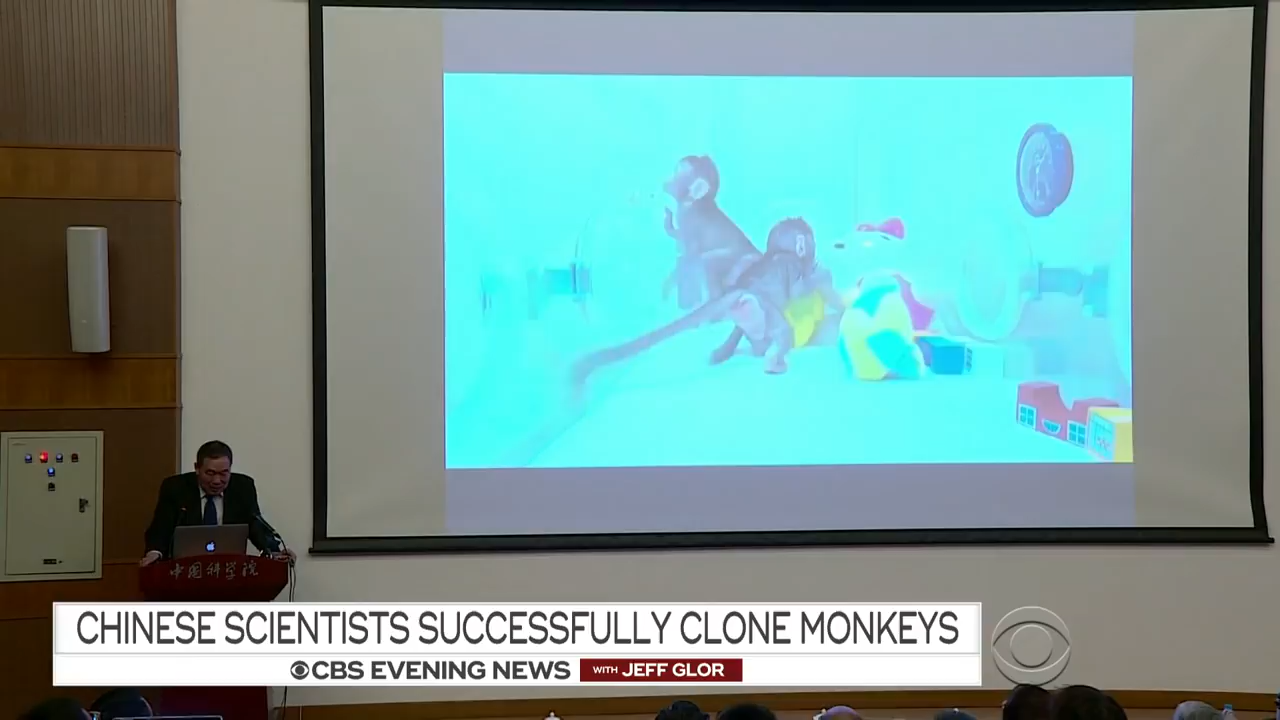 中国科学院
CHINESE SCIENTISTS SUCCESSFULLY CLONE MONKEYS
CBS EVENING NEWS WITH JEFF GLOR